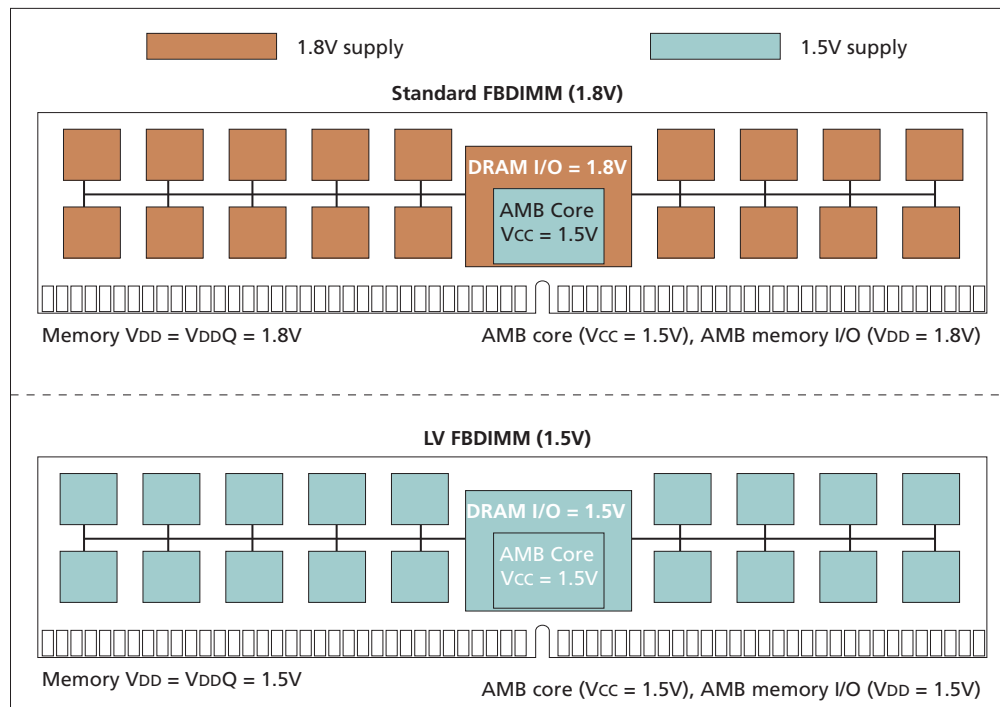 1.8V supply
1.5V supply
Standard FBDIMM (1.8V)
DRAM I/O = 1.8V
AMB Core
VCC = 1.5V
Memory VDD = VDDQ = 1.8V
AMB core (VCC = 1.5V), AMB memory I/O (VDD = 1.8V)
LV FBDIMM (1.5V)
DRAM I/O = 1.5V
AMB Core
VCC = 1.5V
Memory VDD = VDDQ = 1.5V
AMB core (VCC = 1.5V), AMB memory I/O (VDD = 1.5V)